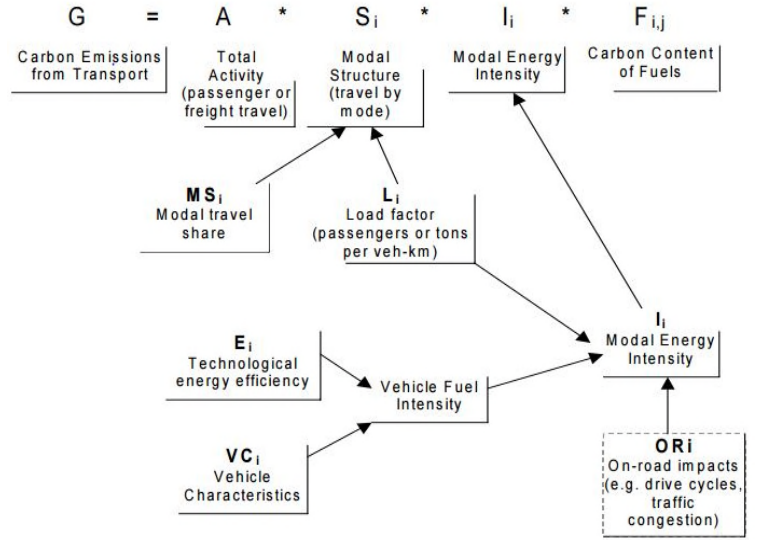 G = A * Sᵢ * Iᵢ * Fᵢ,ⱼ
Carbon Emissions
from Transport
Total
Activity
(passenger or
freight travel)
Modal
Structure
(travel by
mode)
Modal Energy
Intensity
Carbon Content
of Fuels
MSᵢ
Modal travel
share
Lᵢ
Load factor
(passengers or tons
per veh-km)
Iᵢ
Modal Energy
Intensity
Eᵢ
Technological
energy efficiency
Vehicle Fuel
Intensity
VCᵢ
Vehicle
Characteristics
ORi
On-road impacts
(e.g. drive cycles,
traffic
congestion)